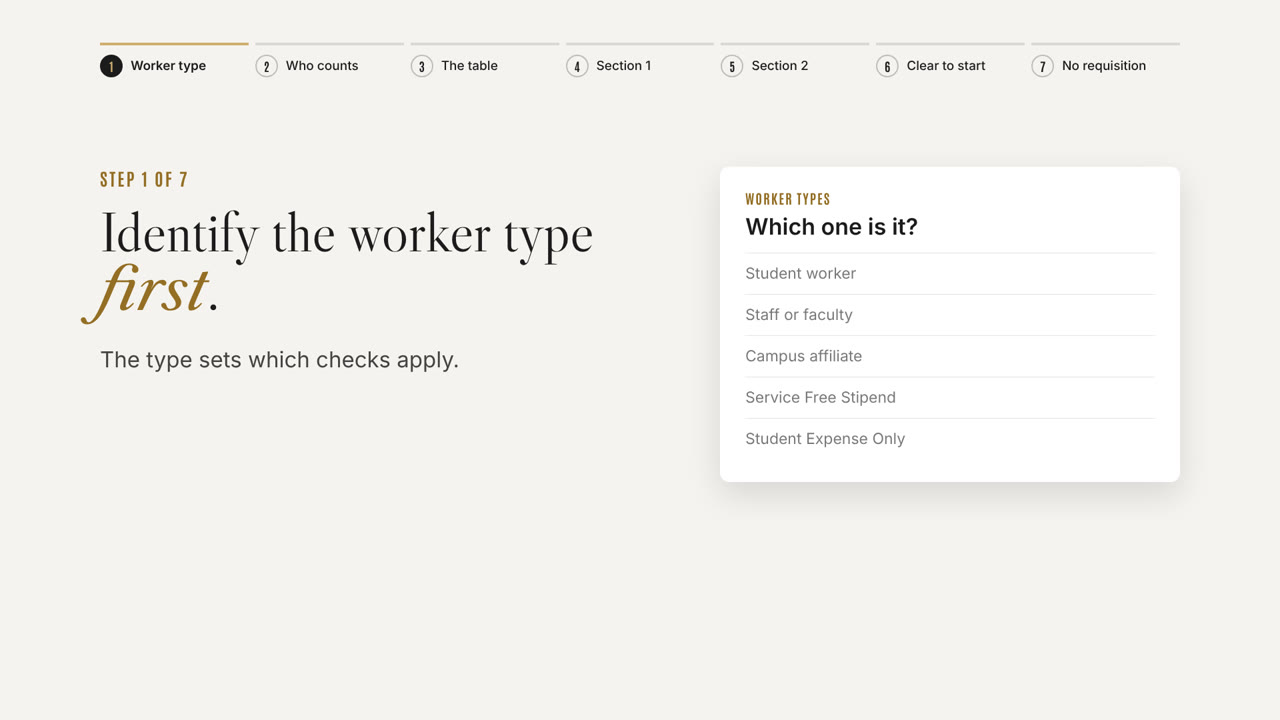 1 Worker type
2 Who counts
3 The table
4 Section 1
5 Section 2
6 Clear to start
7 No requisition
STEP 1 OF 7
Identify the worker type
first.
The type sets which checks apply.
WORKER TYPES
Which one is it?
Student worker
Staff or faculty
Campus affiliate
Service Free Stipend
Student Expense Only